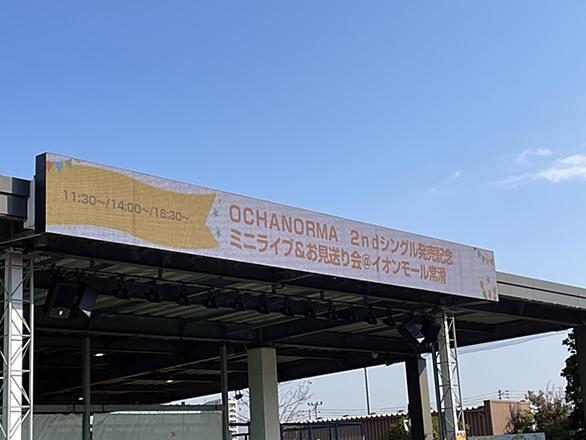 11:30〜/14:00〜/16:30〜
OCHANORMA 2ndシングル発売記念
ミニライブ&お見送り会@イオンモール常滑